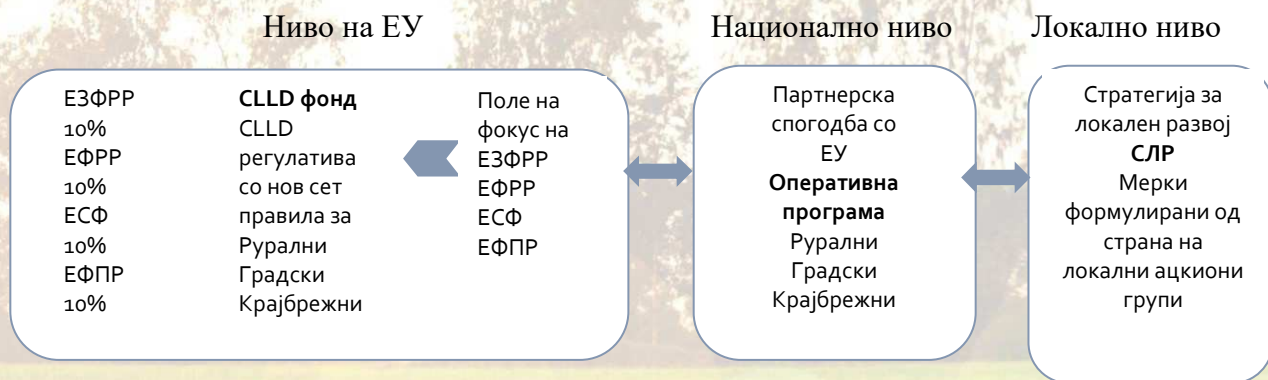 Ниво на ЕУ
Национално ниво
Локално ниво
ЕЗФРР
10%
ЕФРР
10%
ЕСФ
10%
ЕФПР
10%
CLLD фонд
CLLD
регулатива
со нов сет
правила за
Рурални
Градски
Крајбрежни
Поле на
фокус на
ЕЗФРР
ЕФРР
ЕСФ
ЕФПР
Партнерска
спогодба со
ЕУ
Оперативна
програма
Рурални
Градски
Крајбрежни
Стратегија за
локален развој
СЛР
Мерки
формулирани од
страна на
локални ацкиони
групи